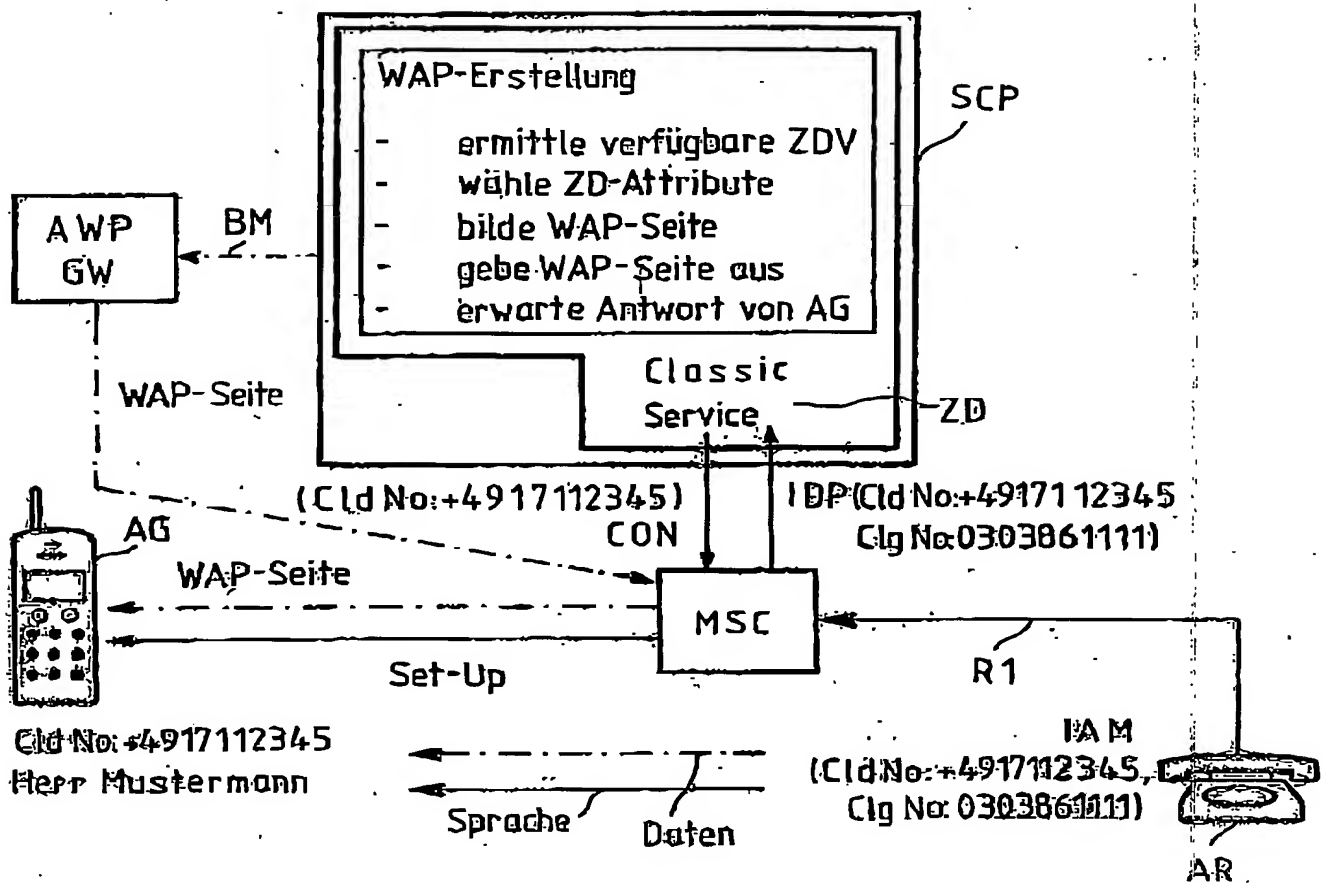 WAP-Erstellung
- ermittle verfügbare ZDV
- wähle ZD-Attribute
- bilde WAP-Seite
- gebe WAP-Seite aus
- erwarte Antwort von AG
SCP
AWP
GW
BM
Classic
Service
ZD
WAP-Seite
(Cld No:+4917112345)
CON
IDP(Cld No:+4917112345
Clg No:0303861111)
AG
WAP-Seite
MSC
Set-Up
R1
Cld No:+4917112345
Herr Mustermann
IAM
(Cld No:+4917112345,
Clg No: 0303861111)
Sprache
Daten
AR